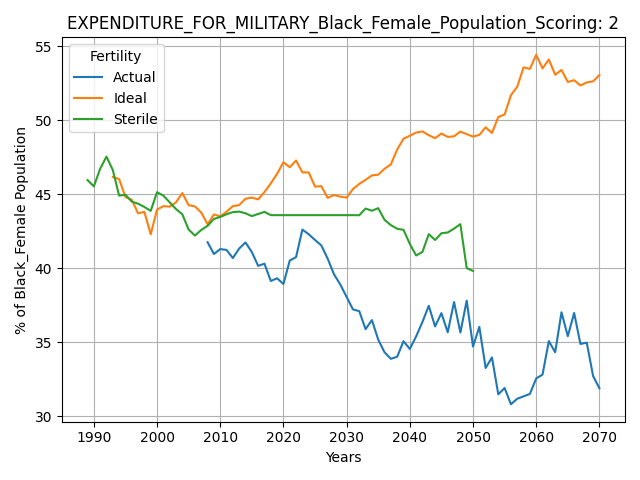 EXPENDITURE_FOR_MILITARY_Black_Female_Population_Scoring: 2
Fertility
Actual
Ideal
Sterile
% of Black_Female Population
55
50
45
40
35
30
1990 2000 2010 2020 2030 2040 2050 2060 2070
Years